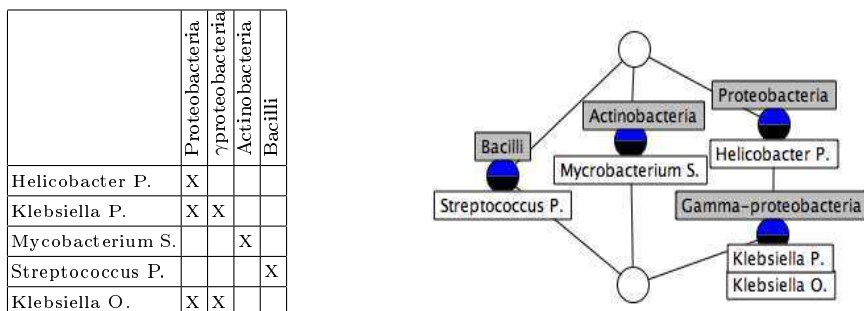 Proteobacteria
γproteobacteria
Actinobacteria
Bacilli
Helicobacter P. X
Klebsiella P. X X
Mycobacterium S. X
Streptococcus P. X
Klebsiella O. X X
Proteobacteria
Actinobacteria
Bacilli
Helicobacter P.
Mycrobacterium S.
Streptococcus P.
Gamma-proteobacteria
Klebsiella P.
Klebsiella O.